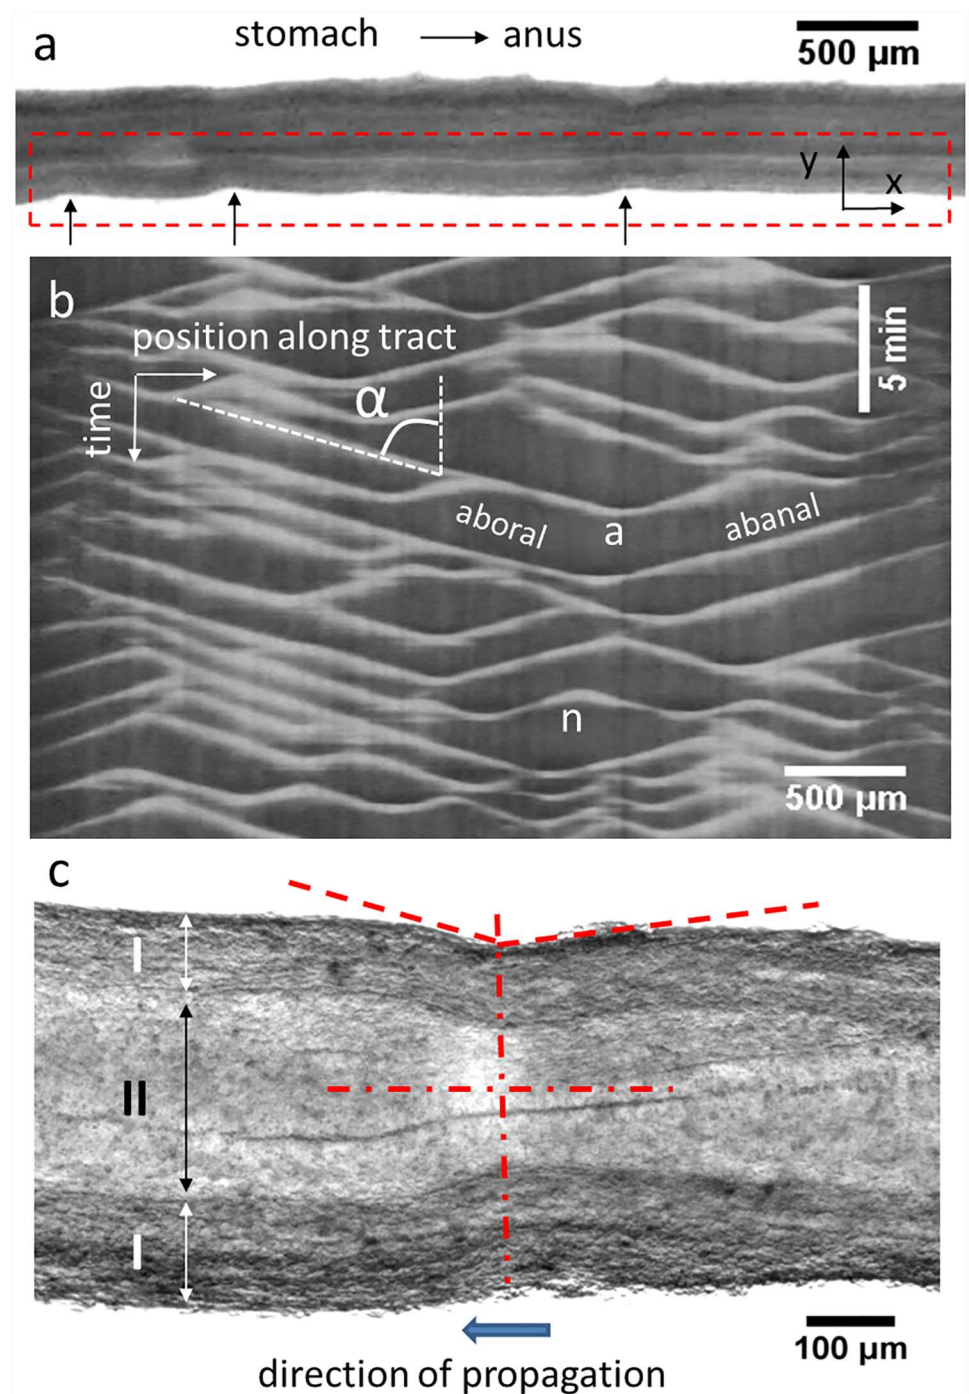 a
stomach → anus
500 µm
y
x
b
position along tract
time
α
5 min
aboral
a
abanal
n
500 µm
c
I
II
I
direction of propagation
100 µm